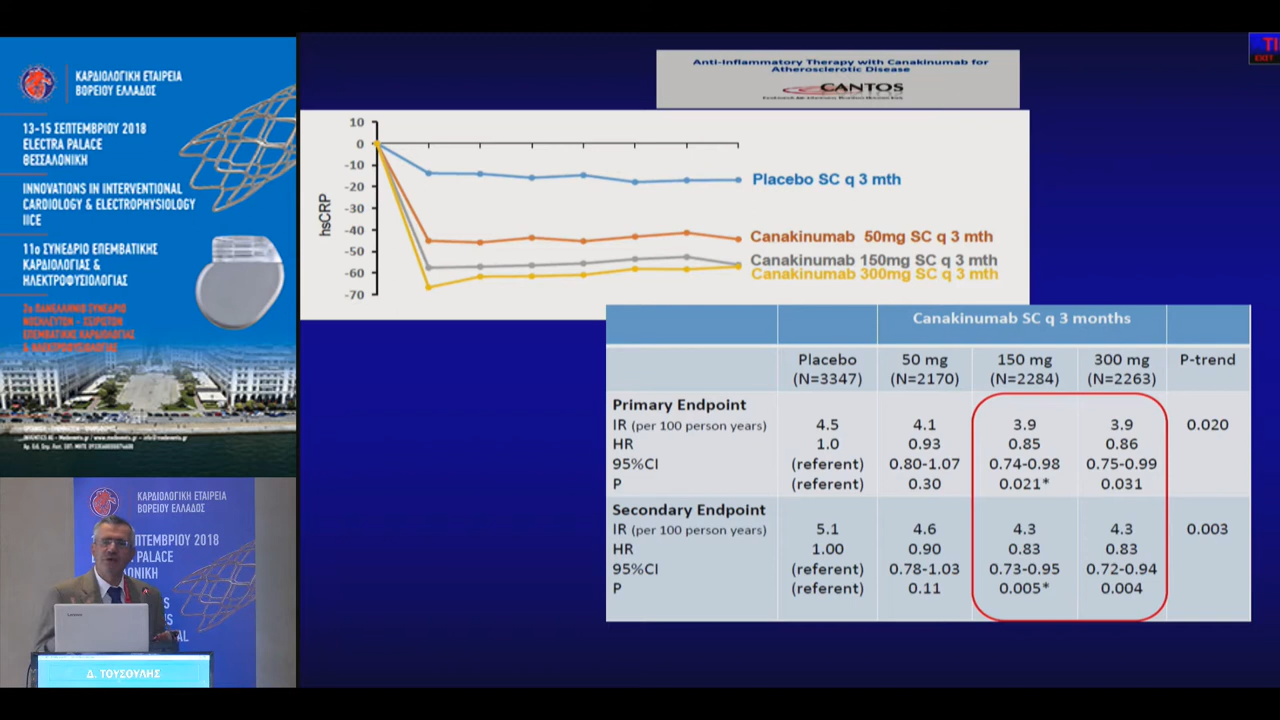 ΚΑΡΔΙΟΛΟΓΙΚΗ ΕΤΑΙΡΕΙΑ
ΒΟΡΕΙΟΥ ΕΛΛΑΔΟΣ
13-15 ΣΕΠΤΕΜΒΡΙΟΥ 2018
ELECTRA PALACE
ΘΕΣΣΑΛΟΝΙΚΗ
INNOVATIONS IN INTERVENTIONAL
CARDIOLOGY & ELECTROPHYSIOLOGY
IICE
11ο ΣΥΝΕΔΡΙΟ ΕΠΕΜΒΑΤΙΚΗΣ
ΚΑΡΔΙΟΛΟΓΙΑΣ &
ΗΛΕΚΤΡΟΦΥΣΙΟΛΟΓΙΑΣ
2ο ΠΑΝΕΛΛΗΝΙΟ ΣΥΝΕΔΡΙΟ
ΝΟΣΗΛΕΥΤΩΝ -
ΕΠΕΜΒΑΤΙΚΗΣ ΚΑΡΔΙΟΛΟΓΙΑΣ
& ΗΛΕΚΤΡΟΦΥΣΙΟΛΟΓΙΑΣ
ΚΑΡΔΙΟΛΟΓΙΚΗ ΕΤΑΙΡΕΙΑ
ΒΟΡΕΙΟΥ ΕΛΛΑΔΟΣ
2018
PALACE
Δ. ΤΟΥΣΟΥΛΗΣ
EXIT
Anti-Inflammatory Therapy with Canakinumab for
Atherosclerotic Disease
CANTOS
10
0
-10
-20
-30
-40
-50
-60
-70
hsCRP
Placebo SC q 3 mth
Canakinumab 50mg SC q 3 mth
Canakinumab 150mg SC q 3 mth
Canakinumab 300mg SC q 3 mth
Canakinumab SC q 3 months
Placebo (N=3347) 50 mg (N=2170) 150 mg (N=2284) 300 mg (N=2263) P-trend
Primary Endpoint
IR (per 100 person years) 4.5 4.1 3.9 3.9 0.020
HR 1.0 0.93 0.85 0.86
95%CI (referent) 0.80-1.07 0.74-0.98 0.75-0.99
P (referent) 0.30 0.021* 0.031
Secondary Endpoint
IR (per 100 person years) 5.1 4.6 4.3 4.3 0.003
HR 1.00 0.90 0.83 0.83
95%CI (referent) 0.78-1.03 0.73-0.95 0.72-0.94
P (referent) 0.11 0.005* 0.004